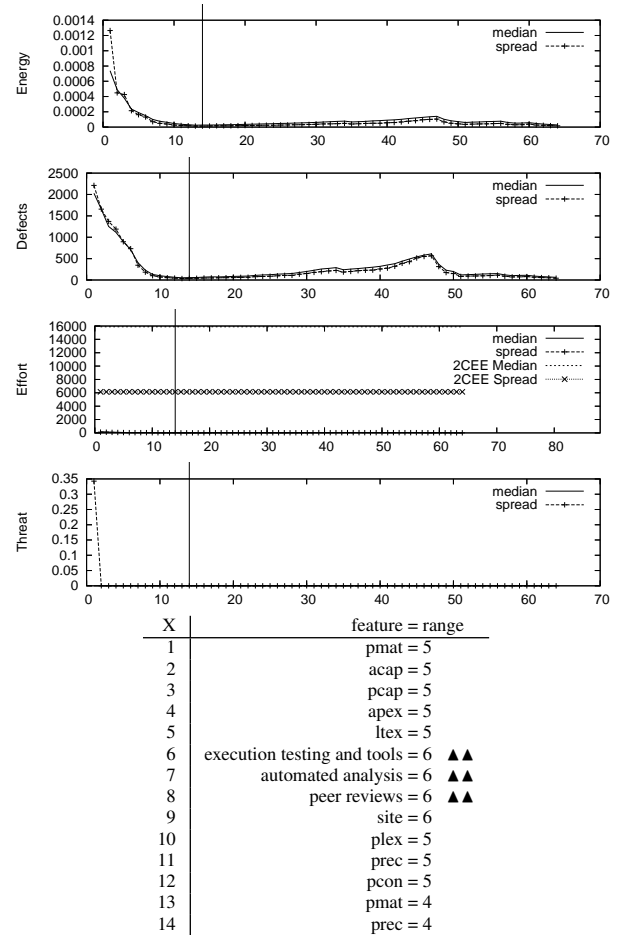 0.0014
0.0012
0.001
0.0008
0.0006
0.0004
0.0002
0
Energy
median
spread
0 10 20 30 40 50 60 70
2500
2000
1500
1000
500
0
Defects
median
spread
0 10 20 30 40 50 60 70
16000
14000
12000
10000
8000
6000
4000
2000
0
Effort
median
spread
2CEE Median
2CEE Spread
0 10 20 30 40 50 60 70 80
0.35
0.3
0.25
0.2
0.15
0.1
0.05
0
Threat
median
spread
0 10 20 30 40 50 60 70
X feature = range
1 pmat = 5
2 acap = 5
3 pcap = 5
4 apex = 5
5 ltex = 5
6 execution testing and tools = 6 ▲▲
7 automated analysis = 6 ▲▲
8 peer reviews = 6 ▲▲
9 site = 6
10 plex = 5
11 prec = 5
12 pcon = 5
13 pmat = 4
14 prec = 4